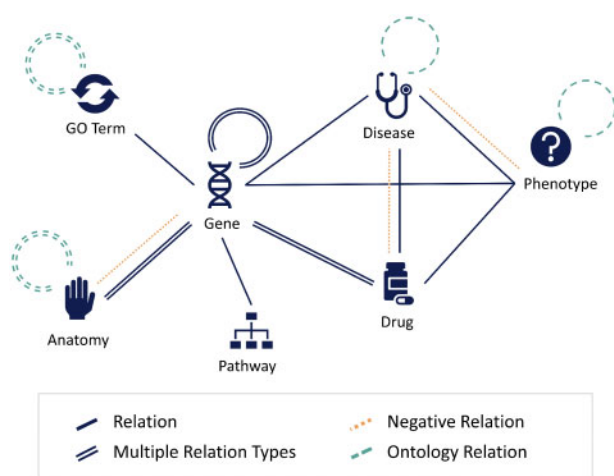 GO Term
Disease
Phenotype
Gene
Anatomy
Drug
Pathway
Relation
Negative Relation
Multiple Relation Types
Ontology Relation